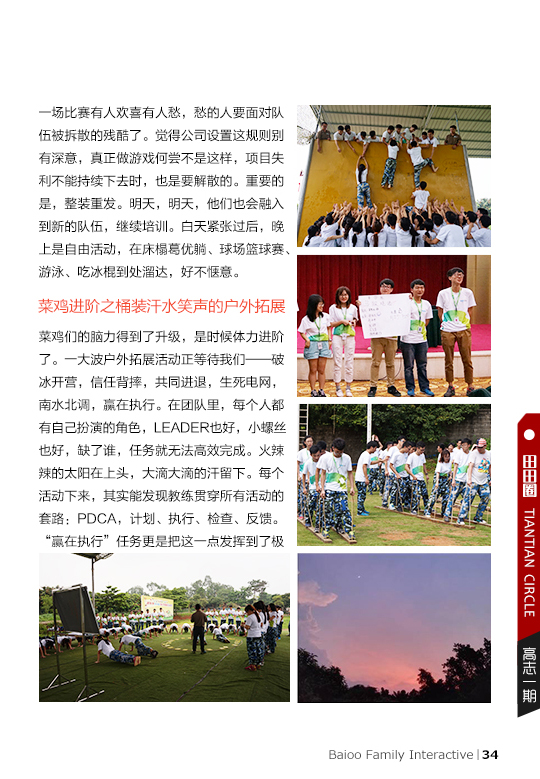 一场比赛有人欢喜有人愁，愁的人要面对队
伍被拆散的残酷了。觉得公司设置这规则别
有深意，真正做游戏何尝不是这样，项目失
利不能持续下去时，也是要解散的。重要的
是，整装重发。明天，明天，他们也会融入
到新的队伍，继续培训。白天紧张过后，晚
上是自由活动，在床榻葛优躺、球场篮球赛、
游泳、吃冰棍到处溜达，好不惬意。
菜鸡进阶之桶装汗水笑声的户外拓展
菜鸡们的脑力得到了升级，是时候体力进阶
了。一大波户外拓展活动正等待我们——破
冰开营，信任背摔，共同进退，生死电网，
南水北调，赢在执行。在团队里，每个人都
有自己扮演的角色，LEADER也好，小螺丝
也好，缺了谁，任务就无法高效完成。火辣
辣的太阳在上头，大滴大滴的汗留下。每个
活动下来，其实能发现教练贯穿所有活动的
套路：PDCA，计划、执行、检查、反馈。
“赢在执行”任务更是把这一点发挥到了极
田田圈 TIANTIAN CIRCLE
高志一期
Baioo Family Interactive | 34